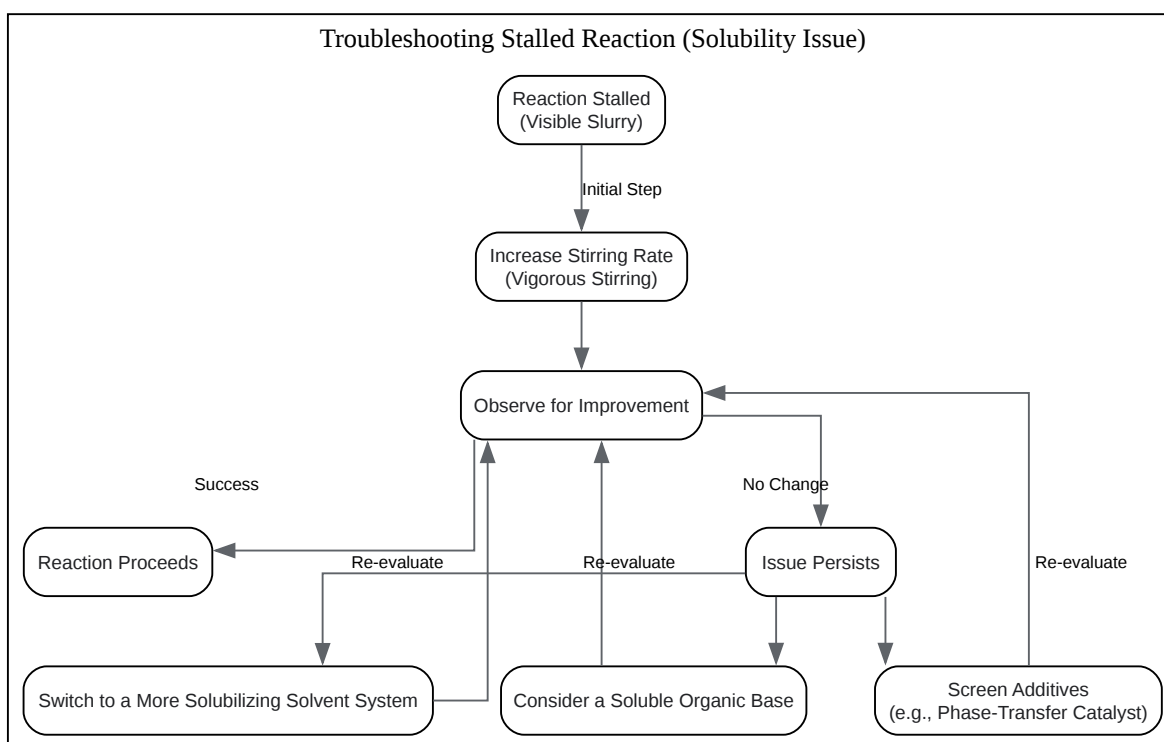 Troubleshooting Stalled Reaction (Solubility Issue)
Reaction Stalled
(Visible Slurry)
Initial Step
Increase Stirring Rate
(Vigorous Stirring)
Observe for Improvement
Success
No Change
Reaction Proceeds
Re-evaluate
Re-evaluate
Issue Persists
Re-evaluate
Switch to a More Solubilizing Solvent System
Consider a Soluble Organic Base
Screen Additives
(e.g., Phase-Transfer Catalyst)